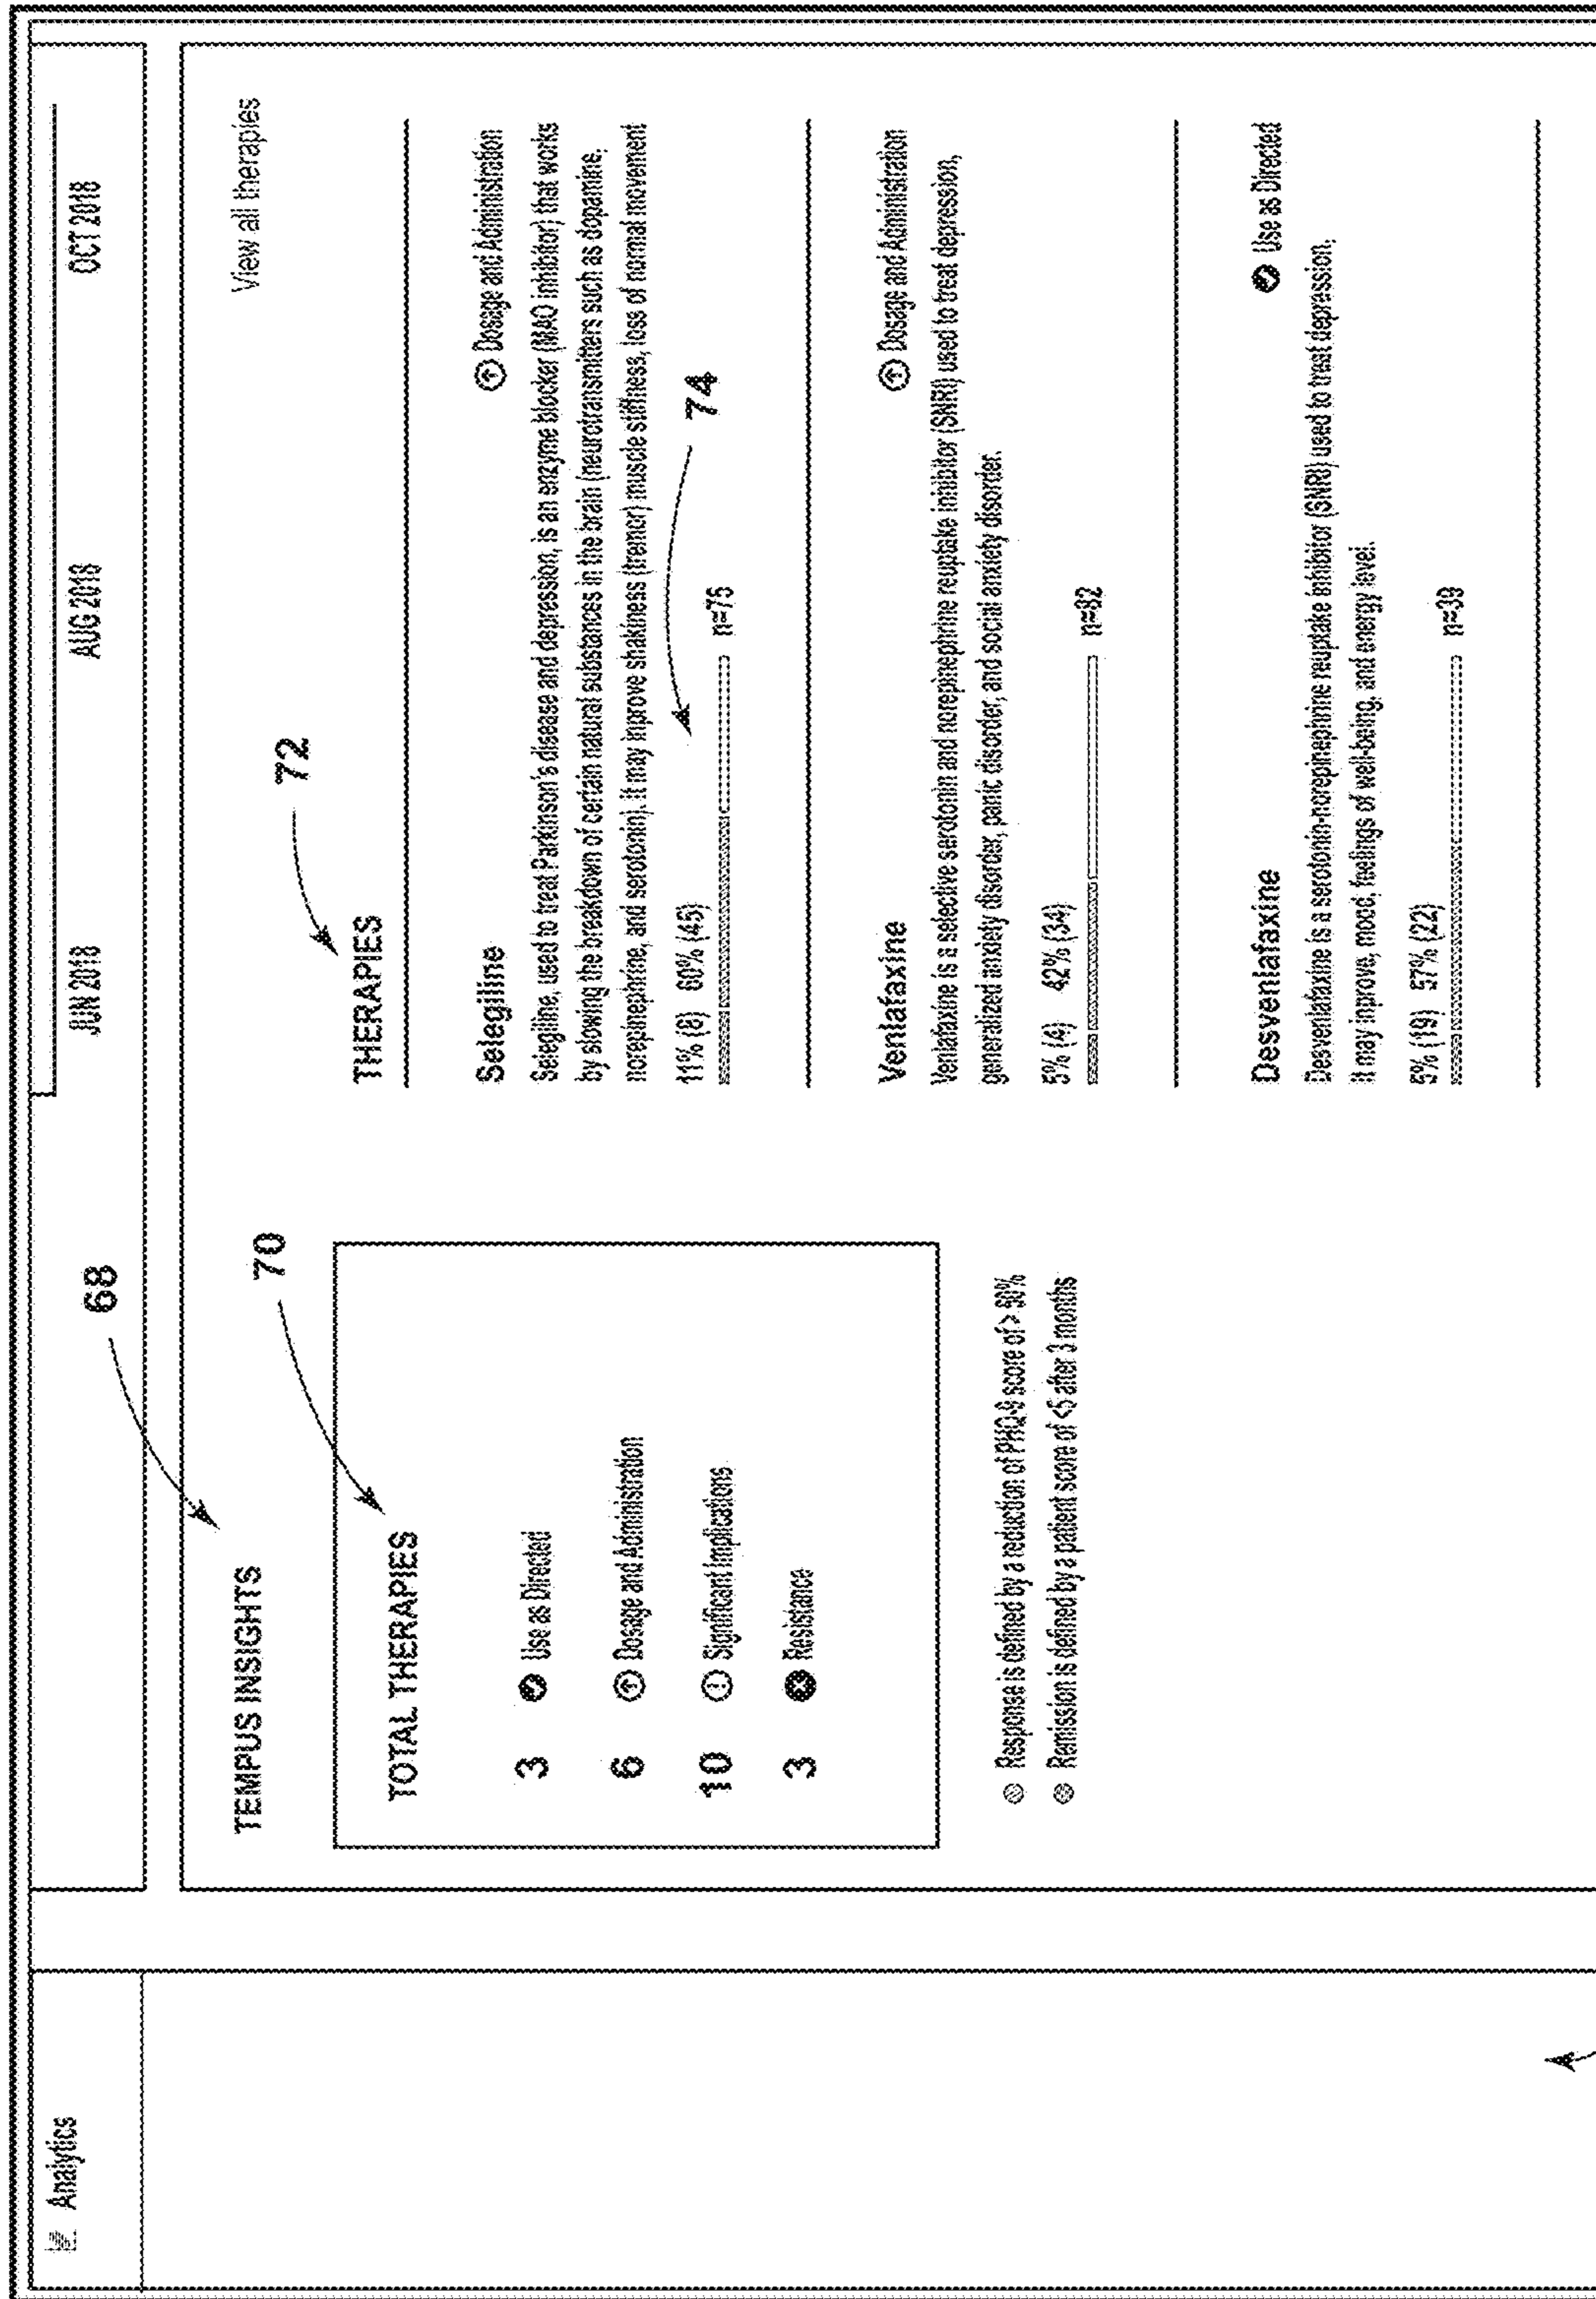 Analytics
JUN 2018 AUG 2018 OCT 2018
68
TEMPUS INSIGHTS
View all therapies
70
TOTAL THERAPIES
3 Use as Directed
6 Dosage and Administration
10 Significant Implications
3 Resistance
Response is defined by a reduction of PHQ-9 score of > 50%
Remission is defined by a patient score of <5 after 3 months
72
THERAPIES
Selegiline
Dosage and Administration
Selegiline, used to treat Parkinson's disease and depression, is an enzyme blocker (MAO inhibitor) that works
by slowing the breakdown of certain natural substances in the brain (neurotransmitters such as dopamine,
norepinephrine, and serotonin). It may inprove shakiness (tremor) muscle stiffness, loss of normal movement
11% (8) 60% (45)
74
n=75
Venlafaxine
Dosage and Administration
Venlafaxine is a selective serotonin and norepinephrine reuptake inhibitor (SNRI) used to treat depression,
generalized anxiety disorder, panic disorder, and social anxiety disorder.
5% (4) 42% (34)
n=82
Desvenlafaxine
Use as Directed
Desvenlafaxine is a serotonin-norepinephrine reuptake inhibitor (SNRI) used to treat depression.
It may inprove, mood, feelings of well-being, and energy level.
5% (19) 57% (22)
n=39